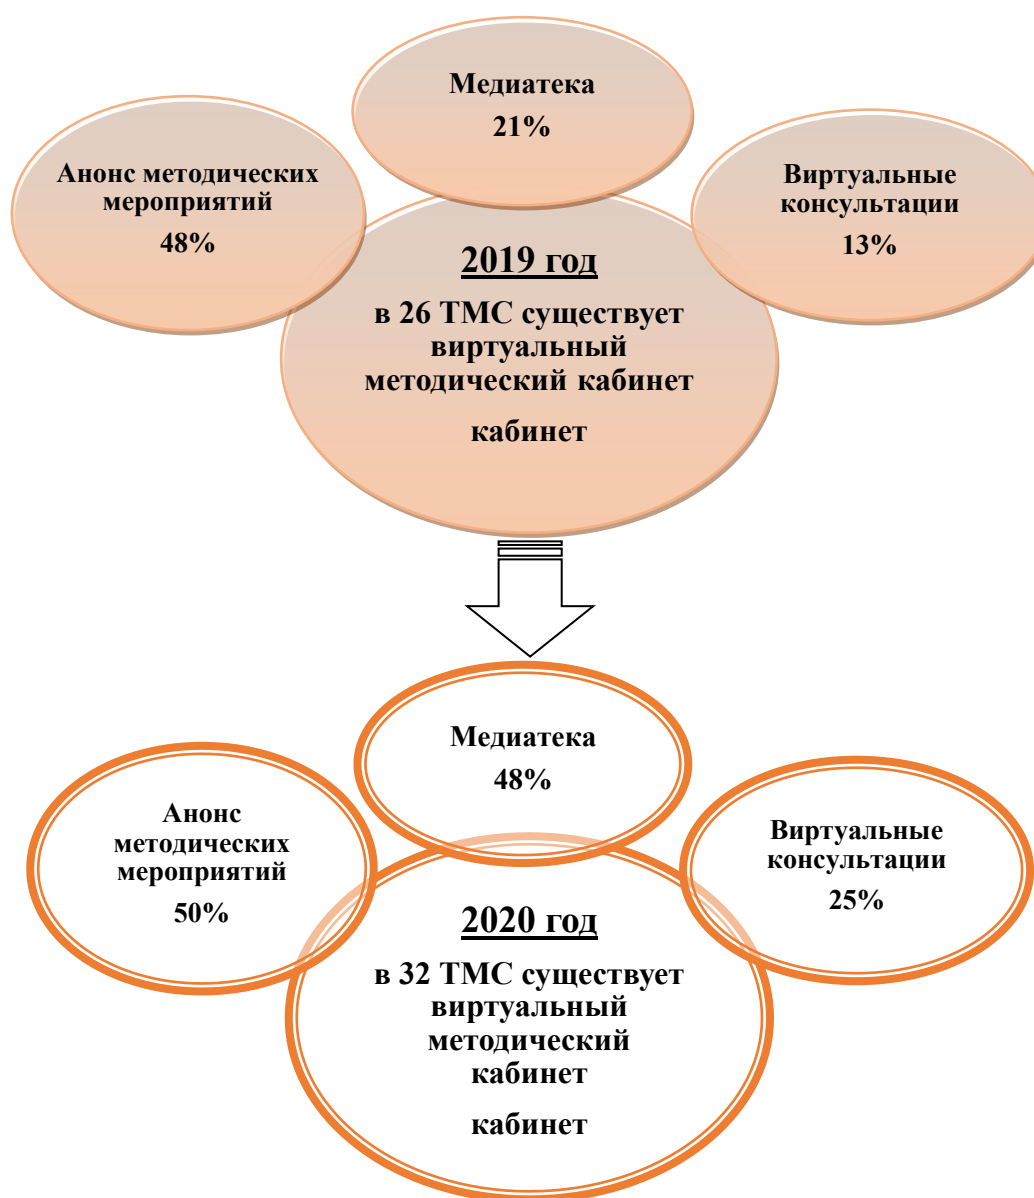 Медиатека
21%
Анонс методических
мероприятий
48%
Виртуальные
консультации
13%
2019 год
в 26 ТМС существует
виртуальный
методический кабинет
кабинет
Медиатека
48%
Анонс
методических
мероприятий
50%
Виртуальные
консультации
25%
2020 год
в 32 ТМС существует
виртуальный
методический
кабинет
кабинет